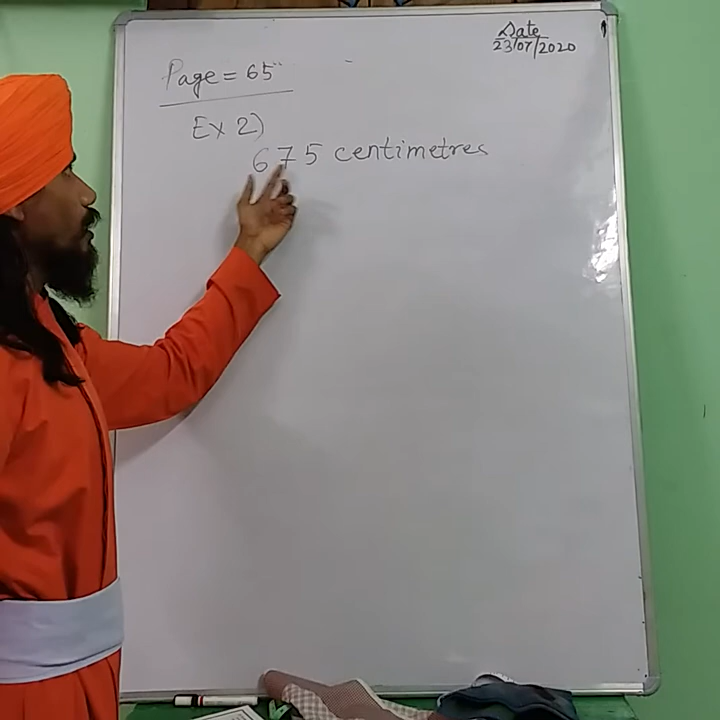 Date
23/07/2020
Page = 65
Ex 2)
675 centimetres